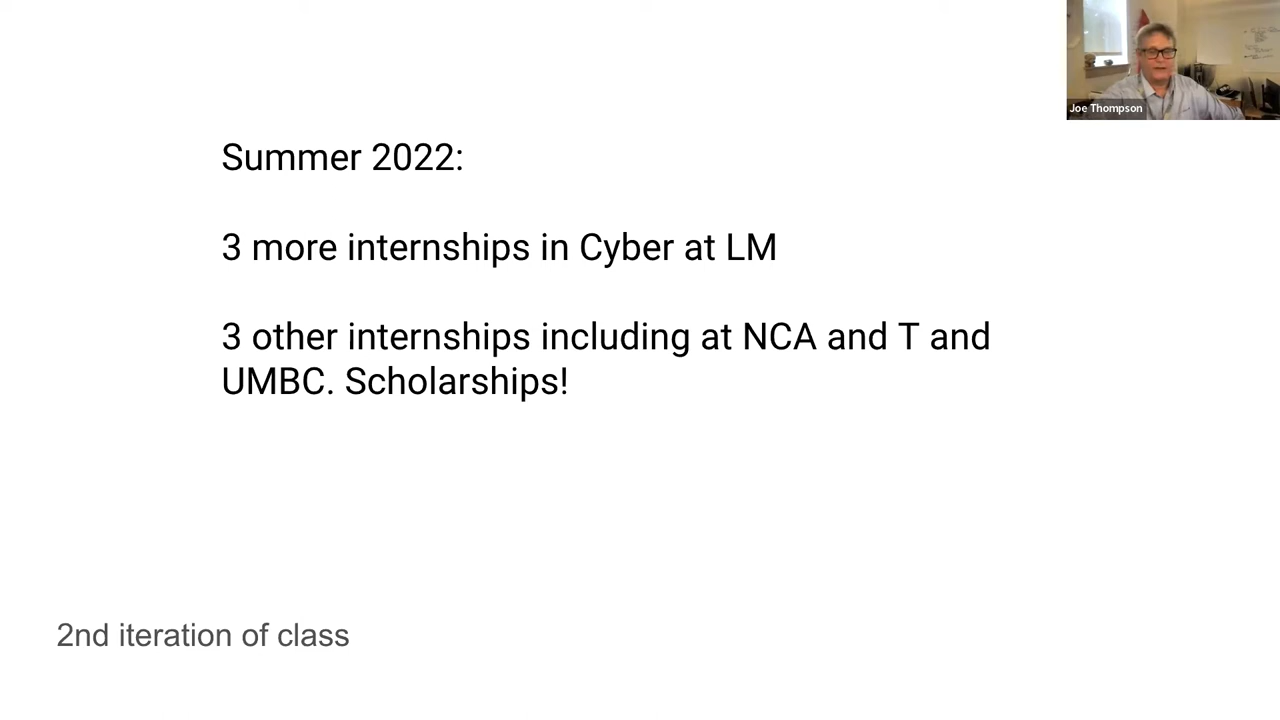 Joe Thompson
Summer 2022:
3 more internships in Cyber at LM
3 other internships including at NCA and T and
UMBC. Scholarships!
2nd iteration of class